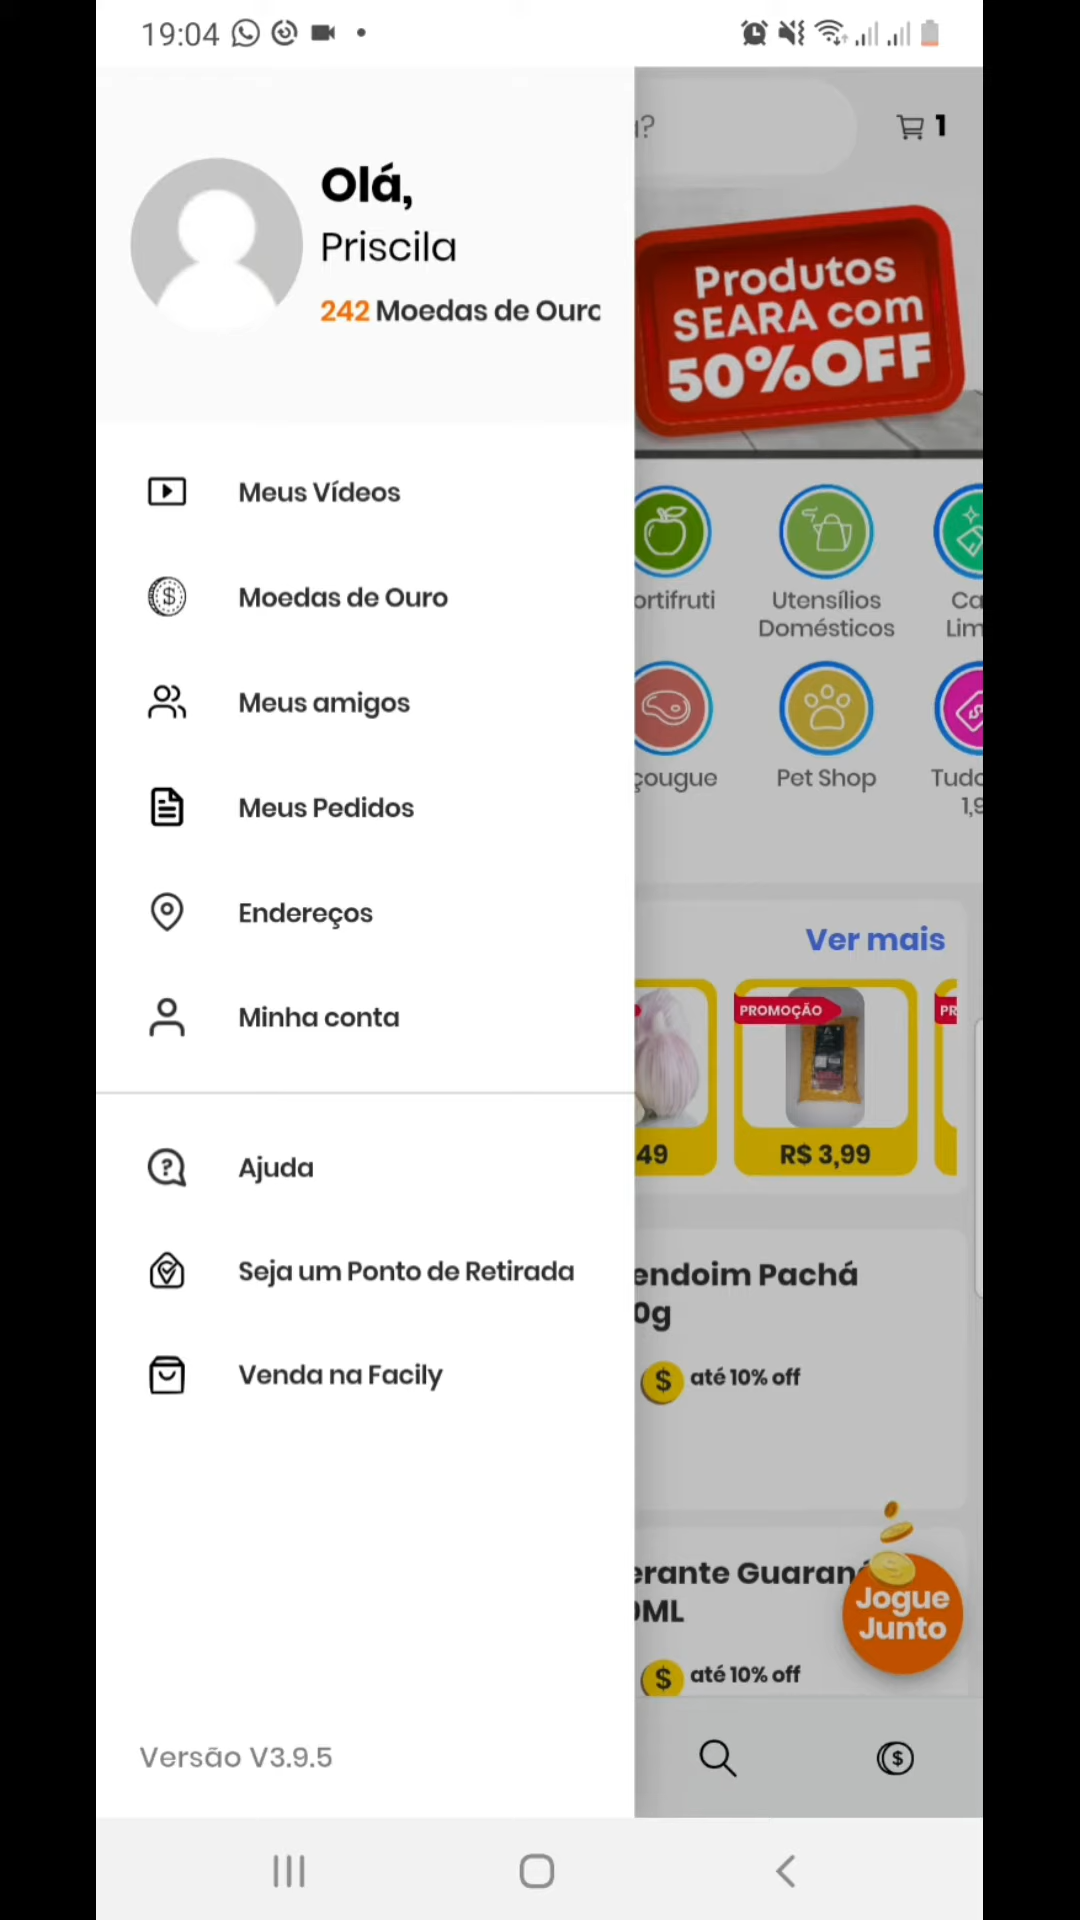 19:04
Olá,
Priscila
242 Moedas de Ouro
Meus Vídeos
Moedas de Ouro
Meus amigos
Meus Pedidos
Endereços
Minha conta
Ajuda
Seja um Ponto de Retirada
Venda na Facily
Versão V3.9.5
?
1
Produtos
SEARA com
50%OFF
ortifruti
Utensílios
Domésticos
Ca
Lim
çougue
Pet Shop
Tudo
1,9
Ver mais
PROMOÇÃO
PR
49
R$ 3,99
endoim Pachá
0g
$ até 10% off
erante Guaraná
0ML
$ até 10% off
Jogue
Junto